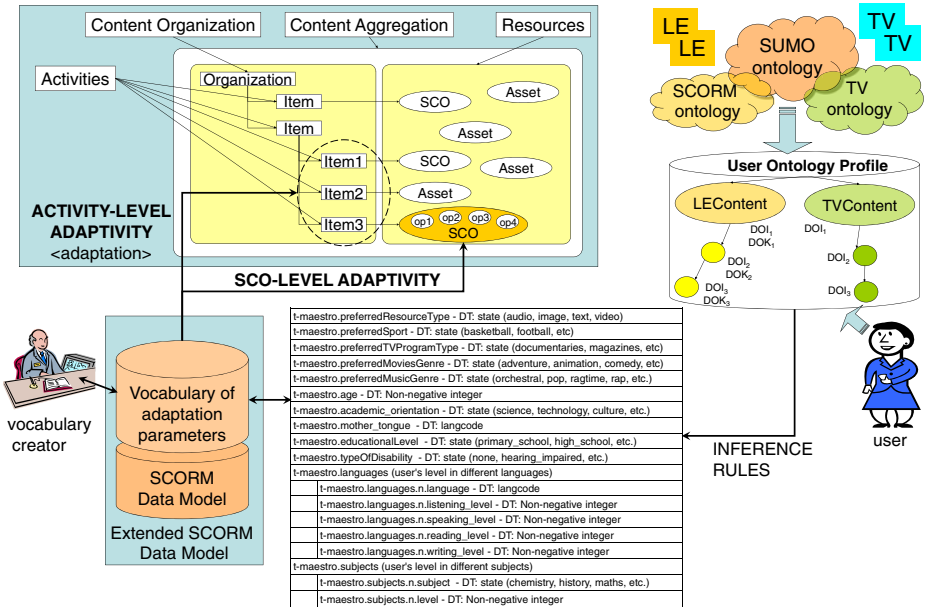 Content Organization
Content Aggregation
Resources
Activities
Organization
Item
Item
Item1
Item2
Item3
SCO
Asset
Asset
SCO
Asset
Asset
op1
op2
op3
op4
SCO
ACTIVITY-LEVEL
ADAPTIVITY
<adaptation>
SCO-LEVEL ADAPTIVITY
LE
LE
TV
TV
SUMO
ontology
SCORM
ontology
TV
ontology
User Ontology Profile
LEContent
TVContent
DOI1
DOK1
DOI2
DOK2
DOI3
DOK3
DOI1
DOI2
DOI3
user
INFERENCE
RULES
vocabulary
creator
Vocabulary of
adaptation
parameters
SCORM
Data Model
Extended SCORM
Data Model
t-maestro.preferredResourceType - DT: state (audio, image, text, video)
t-maestro.preferredSport - DT: state (basketball, football, etc)
t-maestro.preferredTVProgramType - DT: state (documentaries, magazines, etc)
t-maestro.preferredMoviesGenre - DT: state (adventure, animation, comedy, etc)
t-maestro.preferredMusicGenre - DT: state (orchestral, pop, ragtime, rap, etc.)
t-maestro.age - DT: Non-negative integer
t-maestro.academic_orientation - DT: state (science, technology, culture, etc.)
t-maestro.mother_tongue - DT: langcode
t-maestro.educationalLevel - DT: state (primary_school, high_school, etc.)
t-maestro.typeOfDisability - DT: state (none, hearing_impaired, etc.)
t-maestro.languages (user's level in different languages)
t-maestro.languages.n.language - DT: langcode
t-maestro.languages.n.listening_level - DT: Non-negative integer
t-maestro.languages.n.speaking_level - DT: Non-negative integer
t-maestro.languages.n.reading_level - DT: Non-negative integer
t-maestro.languages.n.writing_level - DT: Non-negative integer
t-maestro.subjects (user's level in different subjects)
t-maestro.subjects.n.subject - DT: state (chemistry, history, maths, etc.)
t-maestro.subjects.n.level - DT: Non-negative integer